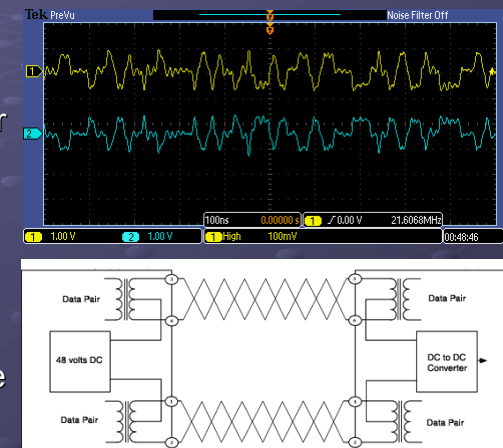 Tek PreVu
Noise Filter Off
1
r
2
100ns 0.00000 s 1 0.00 V 21.6068MHz
1 1.00 V 2 1.00 V 1 High 100mV 00:48:46
Data Pair
Data Pair
48 volts DC
DC to DC
Converter
e
Data Pair
Data Pair